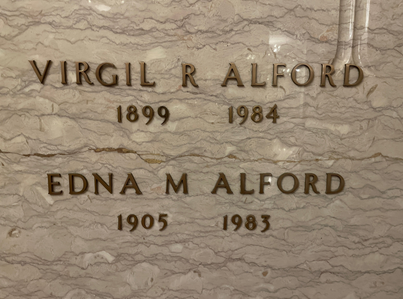 VIRGIL R ALFORD
1899 1984
EDNA M ALFORD
1905 1983